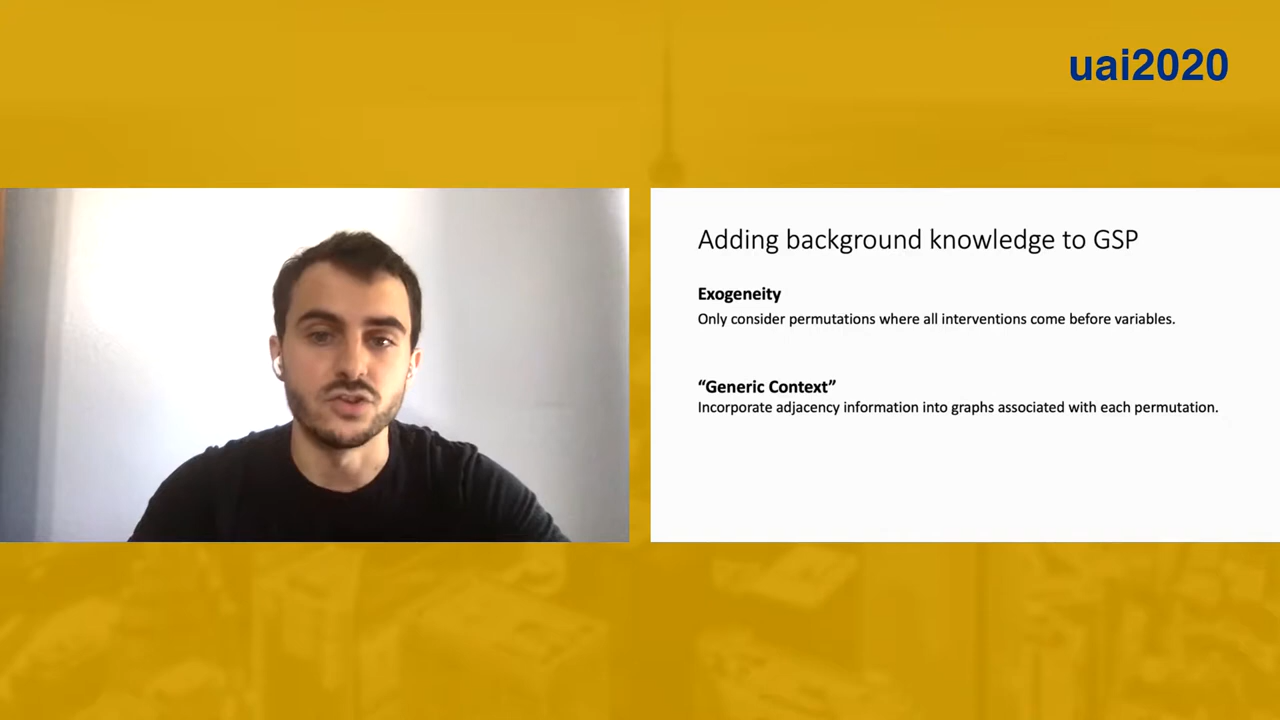 uai2020
Adding background knowledge to GSP
Exogeneity
Only consider permutations where all interventions come before variables.
“Generic Context”
Incorporate adjacency information into graphs associated with each permutation.